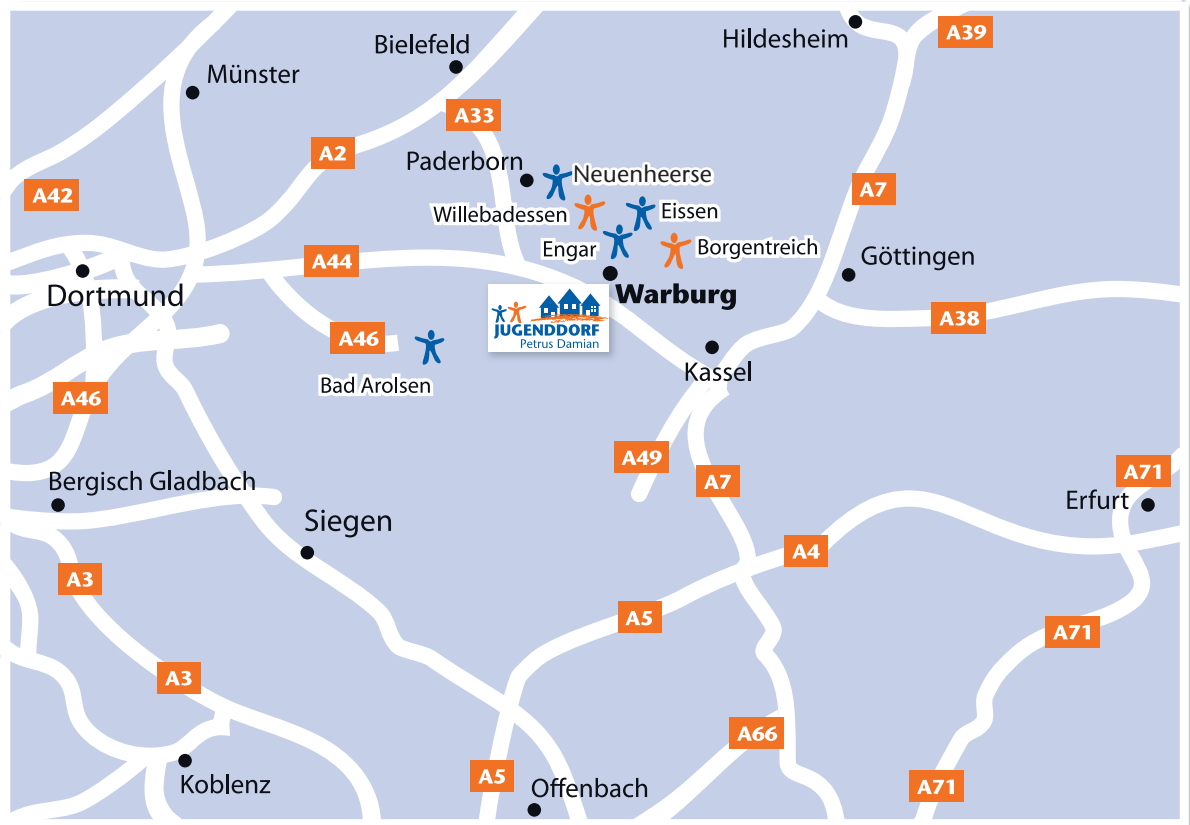 Hildesheim
A39
Bielefeld
Münster
A33
A2
Paderborn
Neuenheerse
A42
A7
Willebadessen
Eissen
Engar
Borgentreich
A44
Göttingen
Dortmund
Warburg
JUGENDDORF
Petrus Damian
A38
A46
Kassel
Bad Arolsen
A46
A49
A7
A71
Bergisch Gladbach
Erfurt
Siegen
A4
A3
A5
A71
A3
A66
A5
Koblenz
Offenbach
A71